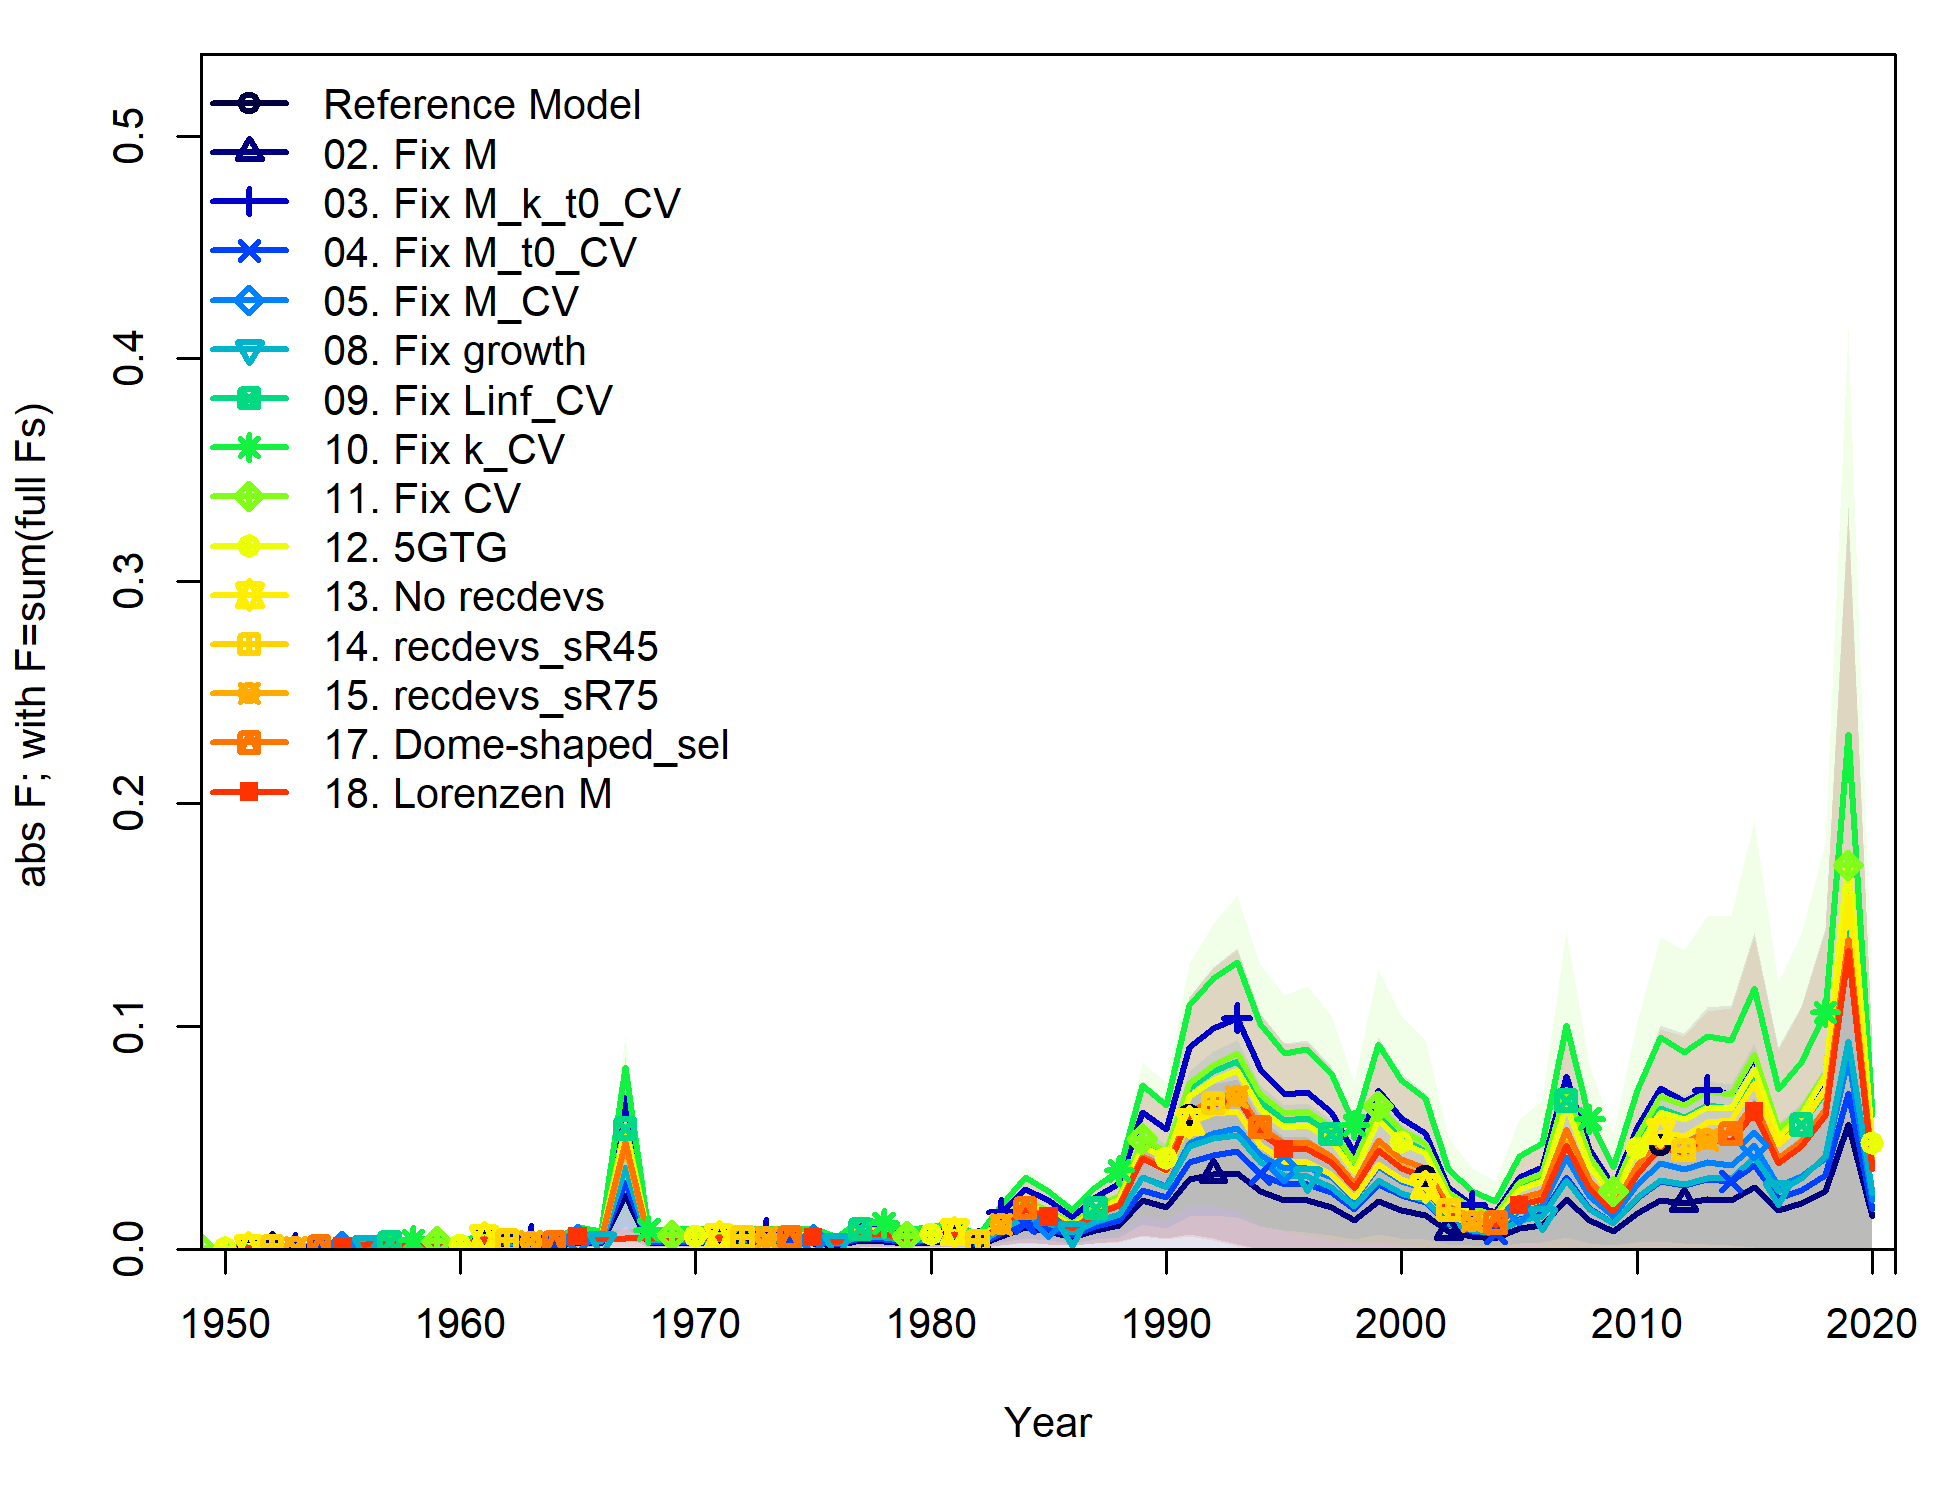 Reference Model
02. Fix M
03. Fix M_k_t0_CV
04. Fix M_t0_CV
05. Fix M_CV
08. Fix growth
09. Fix Linf_CV
10. Fix k_CV
11. Fix CV
12. 5GTG
13. No recdevs
14. recdevs_sR45
15. recdevs_sR75
17. Dome-shaped_sel
18. Lorenzen M
abs F; with F=sum(full Fs)
0.5
0.4
0.3
0.2
0.1
0.0
1950 1960 1970 1980 1990 2000 2010 2020
Year